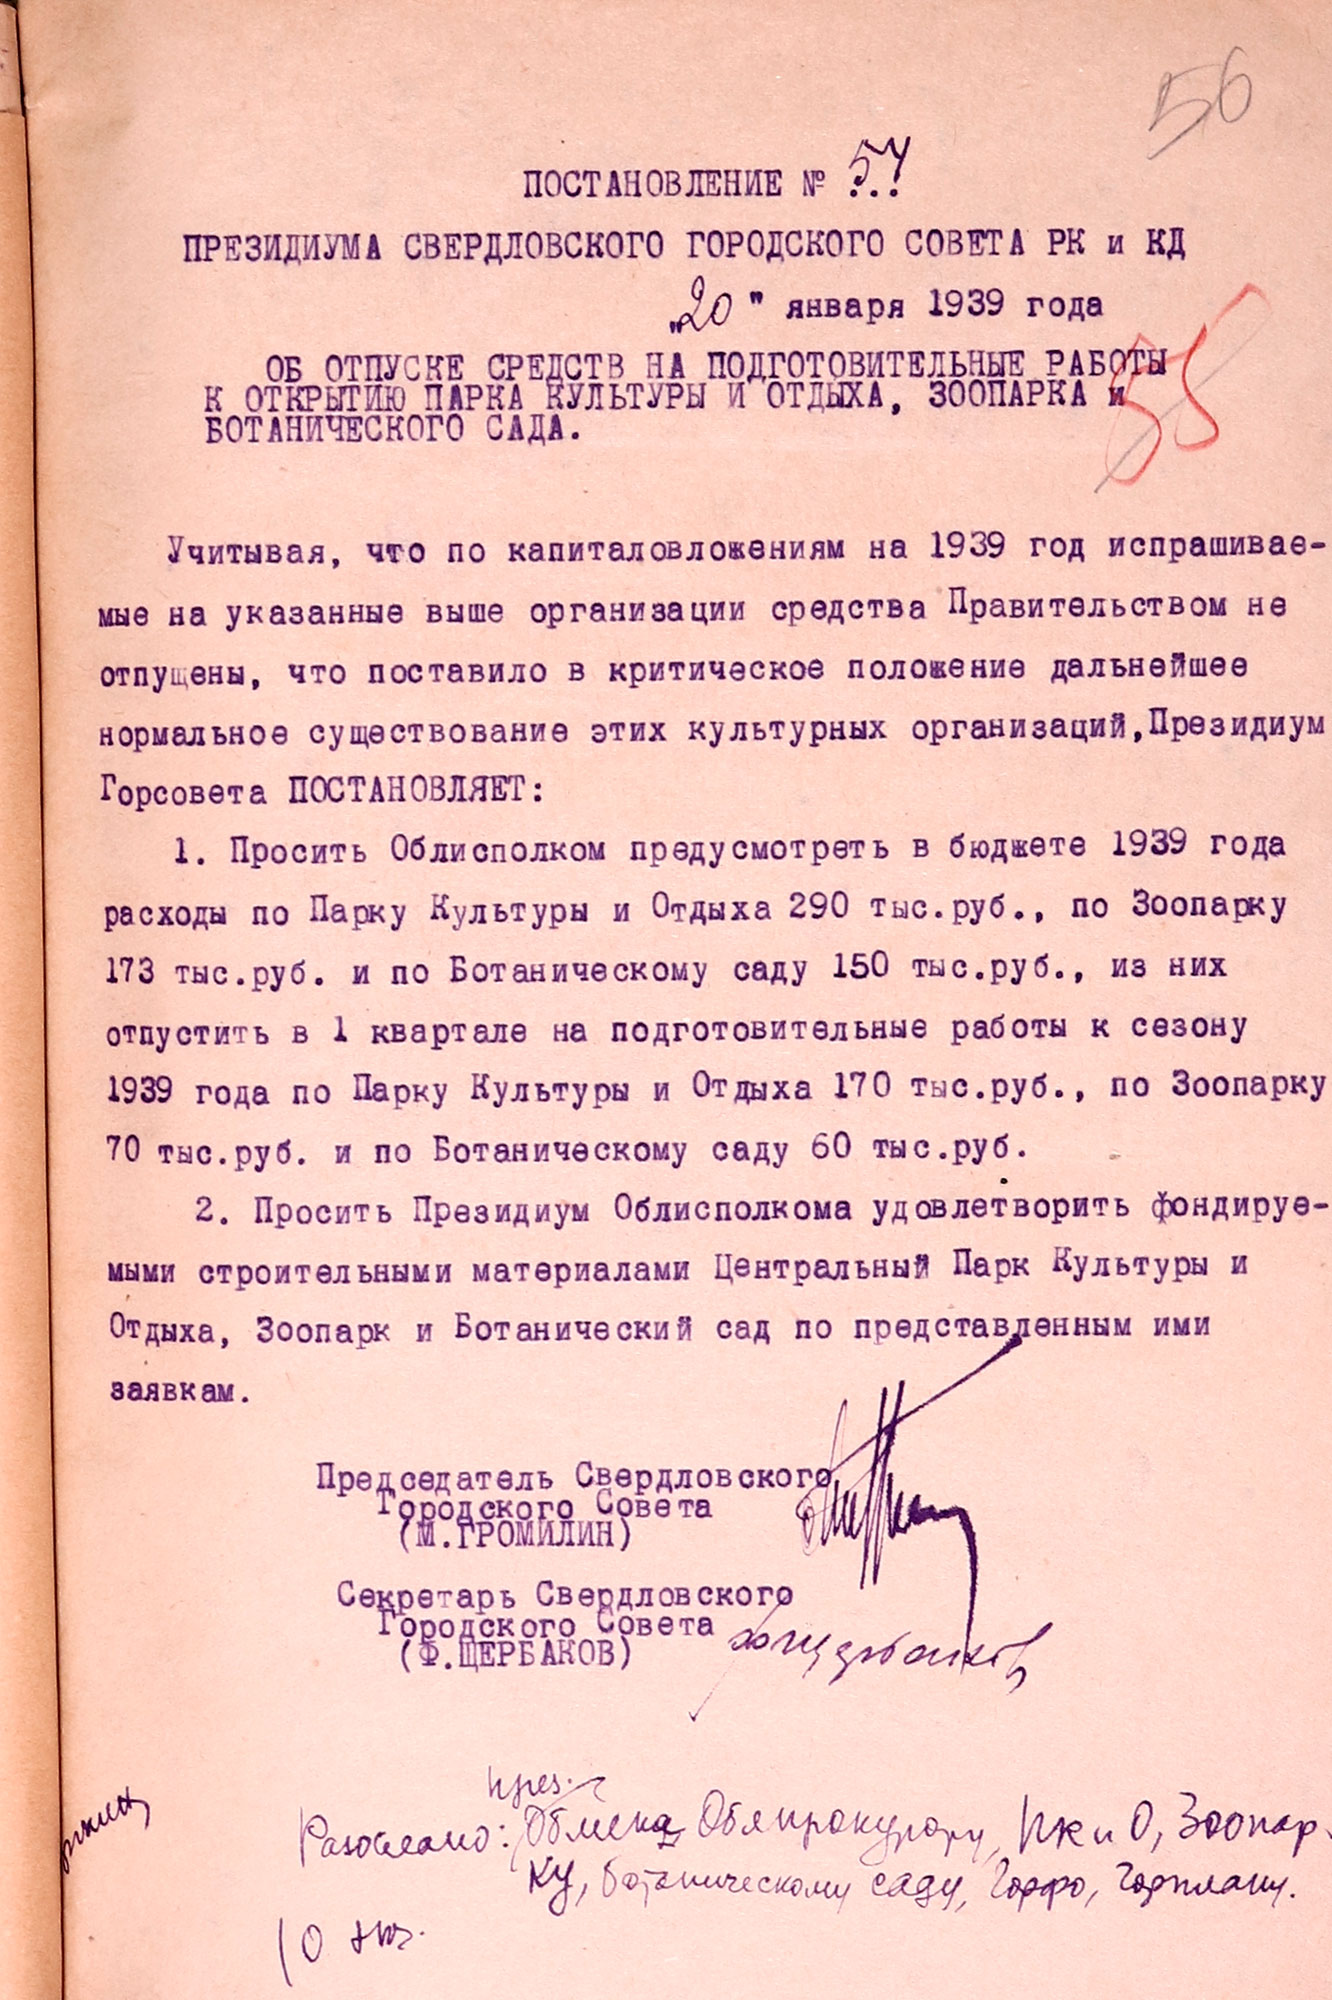 56
ПОСТАНОВЛЕНИЕ № 54
ПРЕЗИДИУМА СВЕРДЛОВСКОГО ГОРОДСКОГО СОВЕТА РК и КД
„20" января 1939 года
55
ОБ ОТПУСКЕ СРЕДСТВ НА ПОДГОТОВИТЕЛЬНЫЕ РАБОТЫ
К ОТКРЫТИЮ ПАРКА КУЛЬТУРЫ И ОТДЫХА, ЗООПАРКА и
БОТАНИЧЕСКОГО САДА.
Учитывая, что по капиталовложениям на 1939 год испрашивае-
мые на указанные выше организации средства Правительством не
отпущены, что поставило в критическое положение дальнейшее
нормальное существование этих культурных организаций, Президиум
Горсовета ПОСТАНОВЛЯЕТ:
1. Просить Облисполком предусмотреть в бюджете 1939 года
расходы по Парку Культуры и Отдыха 290 тыс.руб., по Зоопарку
173 тыс.руб. и по Ботаническому саду 150 тыс.руб., из них
отпустить в 1 квартале на подготовительные работы к сезону
1939 года по Парку Культуры и Отдыха 170 тыс.руб., по Зоопарку
70 тыс.руб. и по Ботаническому саду 60 тыс.руб.
2. Просить Президиум Облисполкома удовлетворить фондируе-
мыми строительными материалами Центральный Парк Культуры и
Отдыха, Зоопарк и Ботанический сад по представленным ими
заявкам.
Председатель Свердловского
Городского Совета
(М.ГРОМИЛИН)
Секретарь Свердловского
Городского Совета
(Ф.ЩЕРБАКОВ)
През.
Разослано: Облпрокурору, ПК и О, Зоопар-
ку, ботаническому саду, Горфо, Горплану.
10 экз.